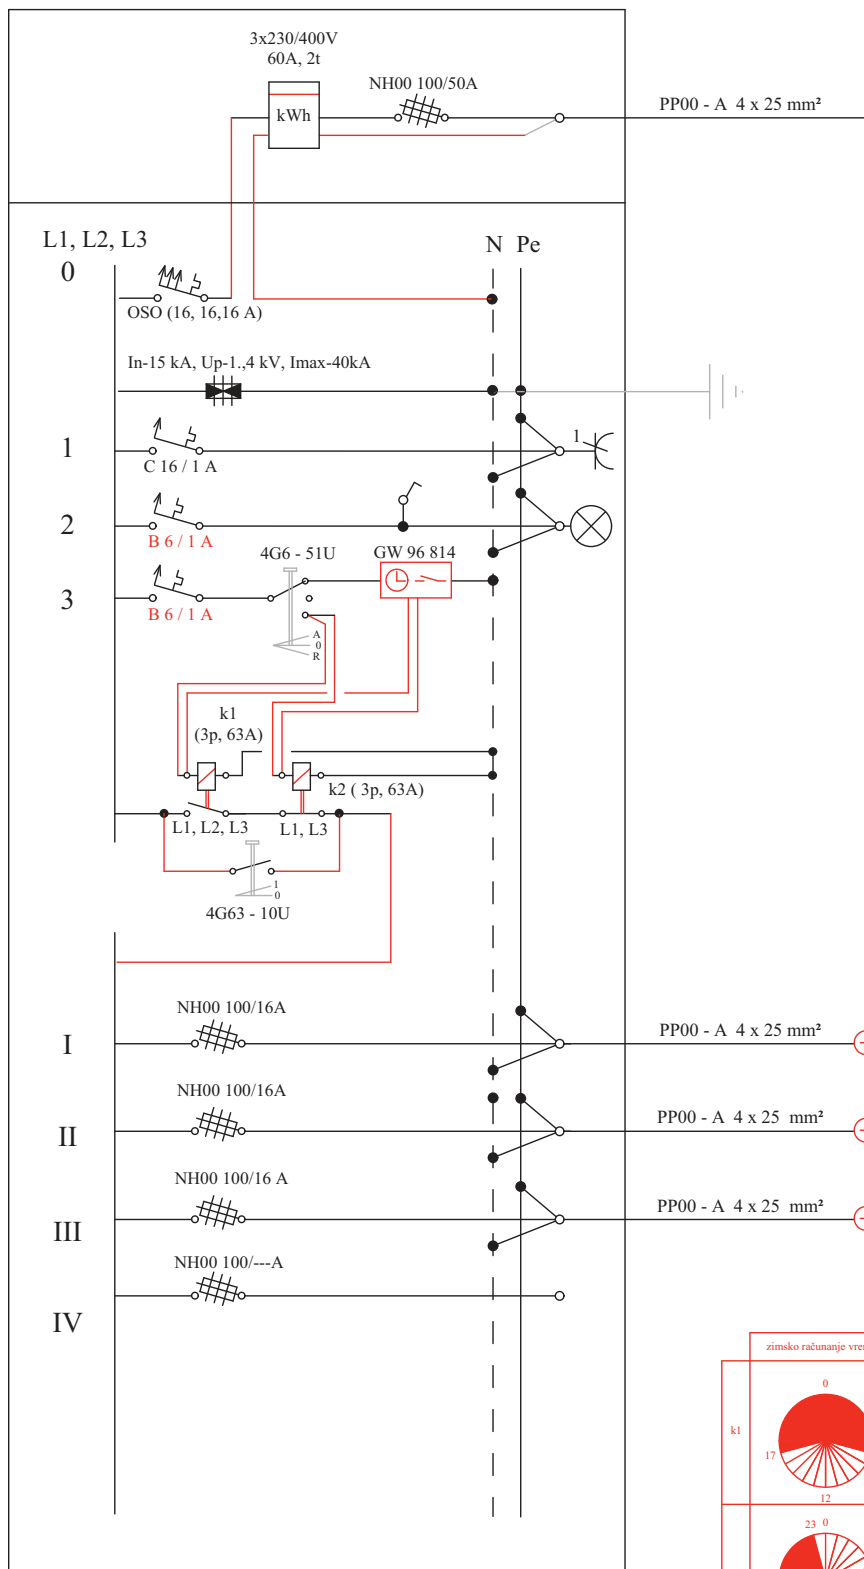 3x230/400V
60A, 2t
kWh
NH00 100/50A
PP00 - A 4 x 25 mm²
L1, L2, L3
N Pe
0
OSO (16, 16,16 A)
In-15 kA, Up-1.,4 kV, Imax-40kA
1
C 16 / 1 A
1
2
B 6 / 1 A
3
B 6 / 1 A
4G6 - 51U
GW 96 814
A
0
R
k1
(3p, 63A)
k2 ( 3p, 63A)
L1, L2, L3
L1, L3
1
0
4G63 - 10U
I
NH00 100/16A
PP00 - A 4 x 25 mm²
II
NH00 100/16A
PP00 - A 4 x 25 mm²
III
NH00 100/16 A
PP00 - A 4 x 25 mm²
IV
NH00 100/---A
zimsko računanje vre
k1
0
17
12
23 0